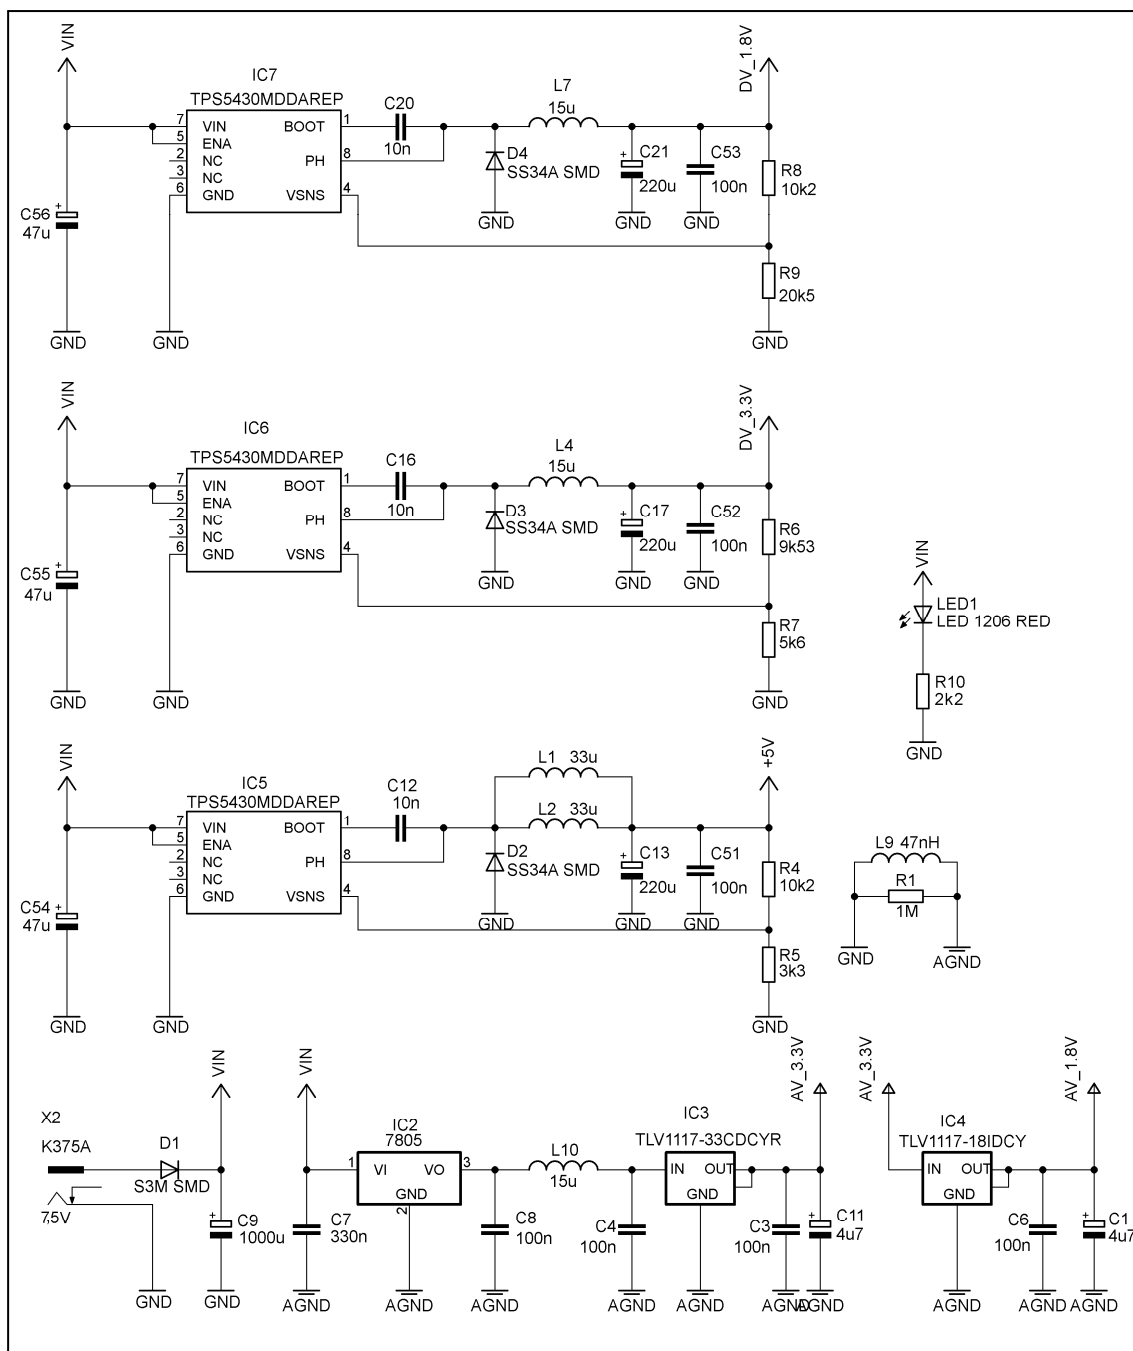 VIN
DV_1.8V
IC7
TPS5430MDDAREP
C20
10n
L7
15u
7 VIN BOOT 1
5 ENA
2 NC PH 8
3 NC
6 GND VSNS 4
D4
SS34A SMD
C21
220u
C53
100n
R8
10k2
C56
47u
GND
GND
GND
R9
20k5
GND
GND
GND
VIN
DV_3.3V
IC6
TPS5430MDDAREP
C16
10n
L4
15u
7 VIN BOOT 1
5 ENA
2 NC PH 8
3 NC
6 GND VSNS 4
D3
SS34A SMD
C17
220u
C52
100n
R6
9k53
C55
47u
GND
GND
GND
R7
5k6
GND
GND
GND
VIN
LED1
LED 1206 RED
R10
2k2
GND
VIN
+5V
IC5
TPS5430MDDAREP
C12
10n
L1 33u
L2 33u
7 VIN BOOT 1
5 ENA
2 NC PH 8
3 NC
6 GND VSNS 4
D2
SS34A SMD
C13
220u
C51
100n
R4
10k2
C54
47u
GND
GND
GND
R5
3k3
GND
GND
GND
L9 47nH
R1
1M
GND
AGND
X2
K375A
7,5V
D1
S3M SMD
VIN
C9
1000u
GND
GND
VIN
C7
330n
AGND
IC2
7805
1 VI VO 3
GND
2
AGND
C8
100n
AGND
L10
15u
C4
100n
AGND
IC3
TLV1117-33CDCYR
IN OUT
GND
AGND
C3
100n
AGND
AV_3.3V
C11
4u7
AGND
AV_3.3V
IC4
TLV1117-18IDCY
IN OUT
GND
AGND
C6
100n
AGND
AV_1.8V
C1
4u7
AGND